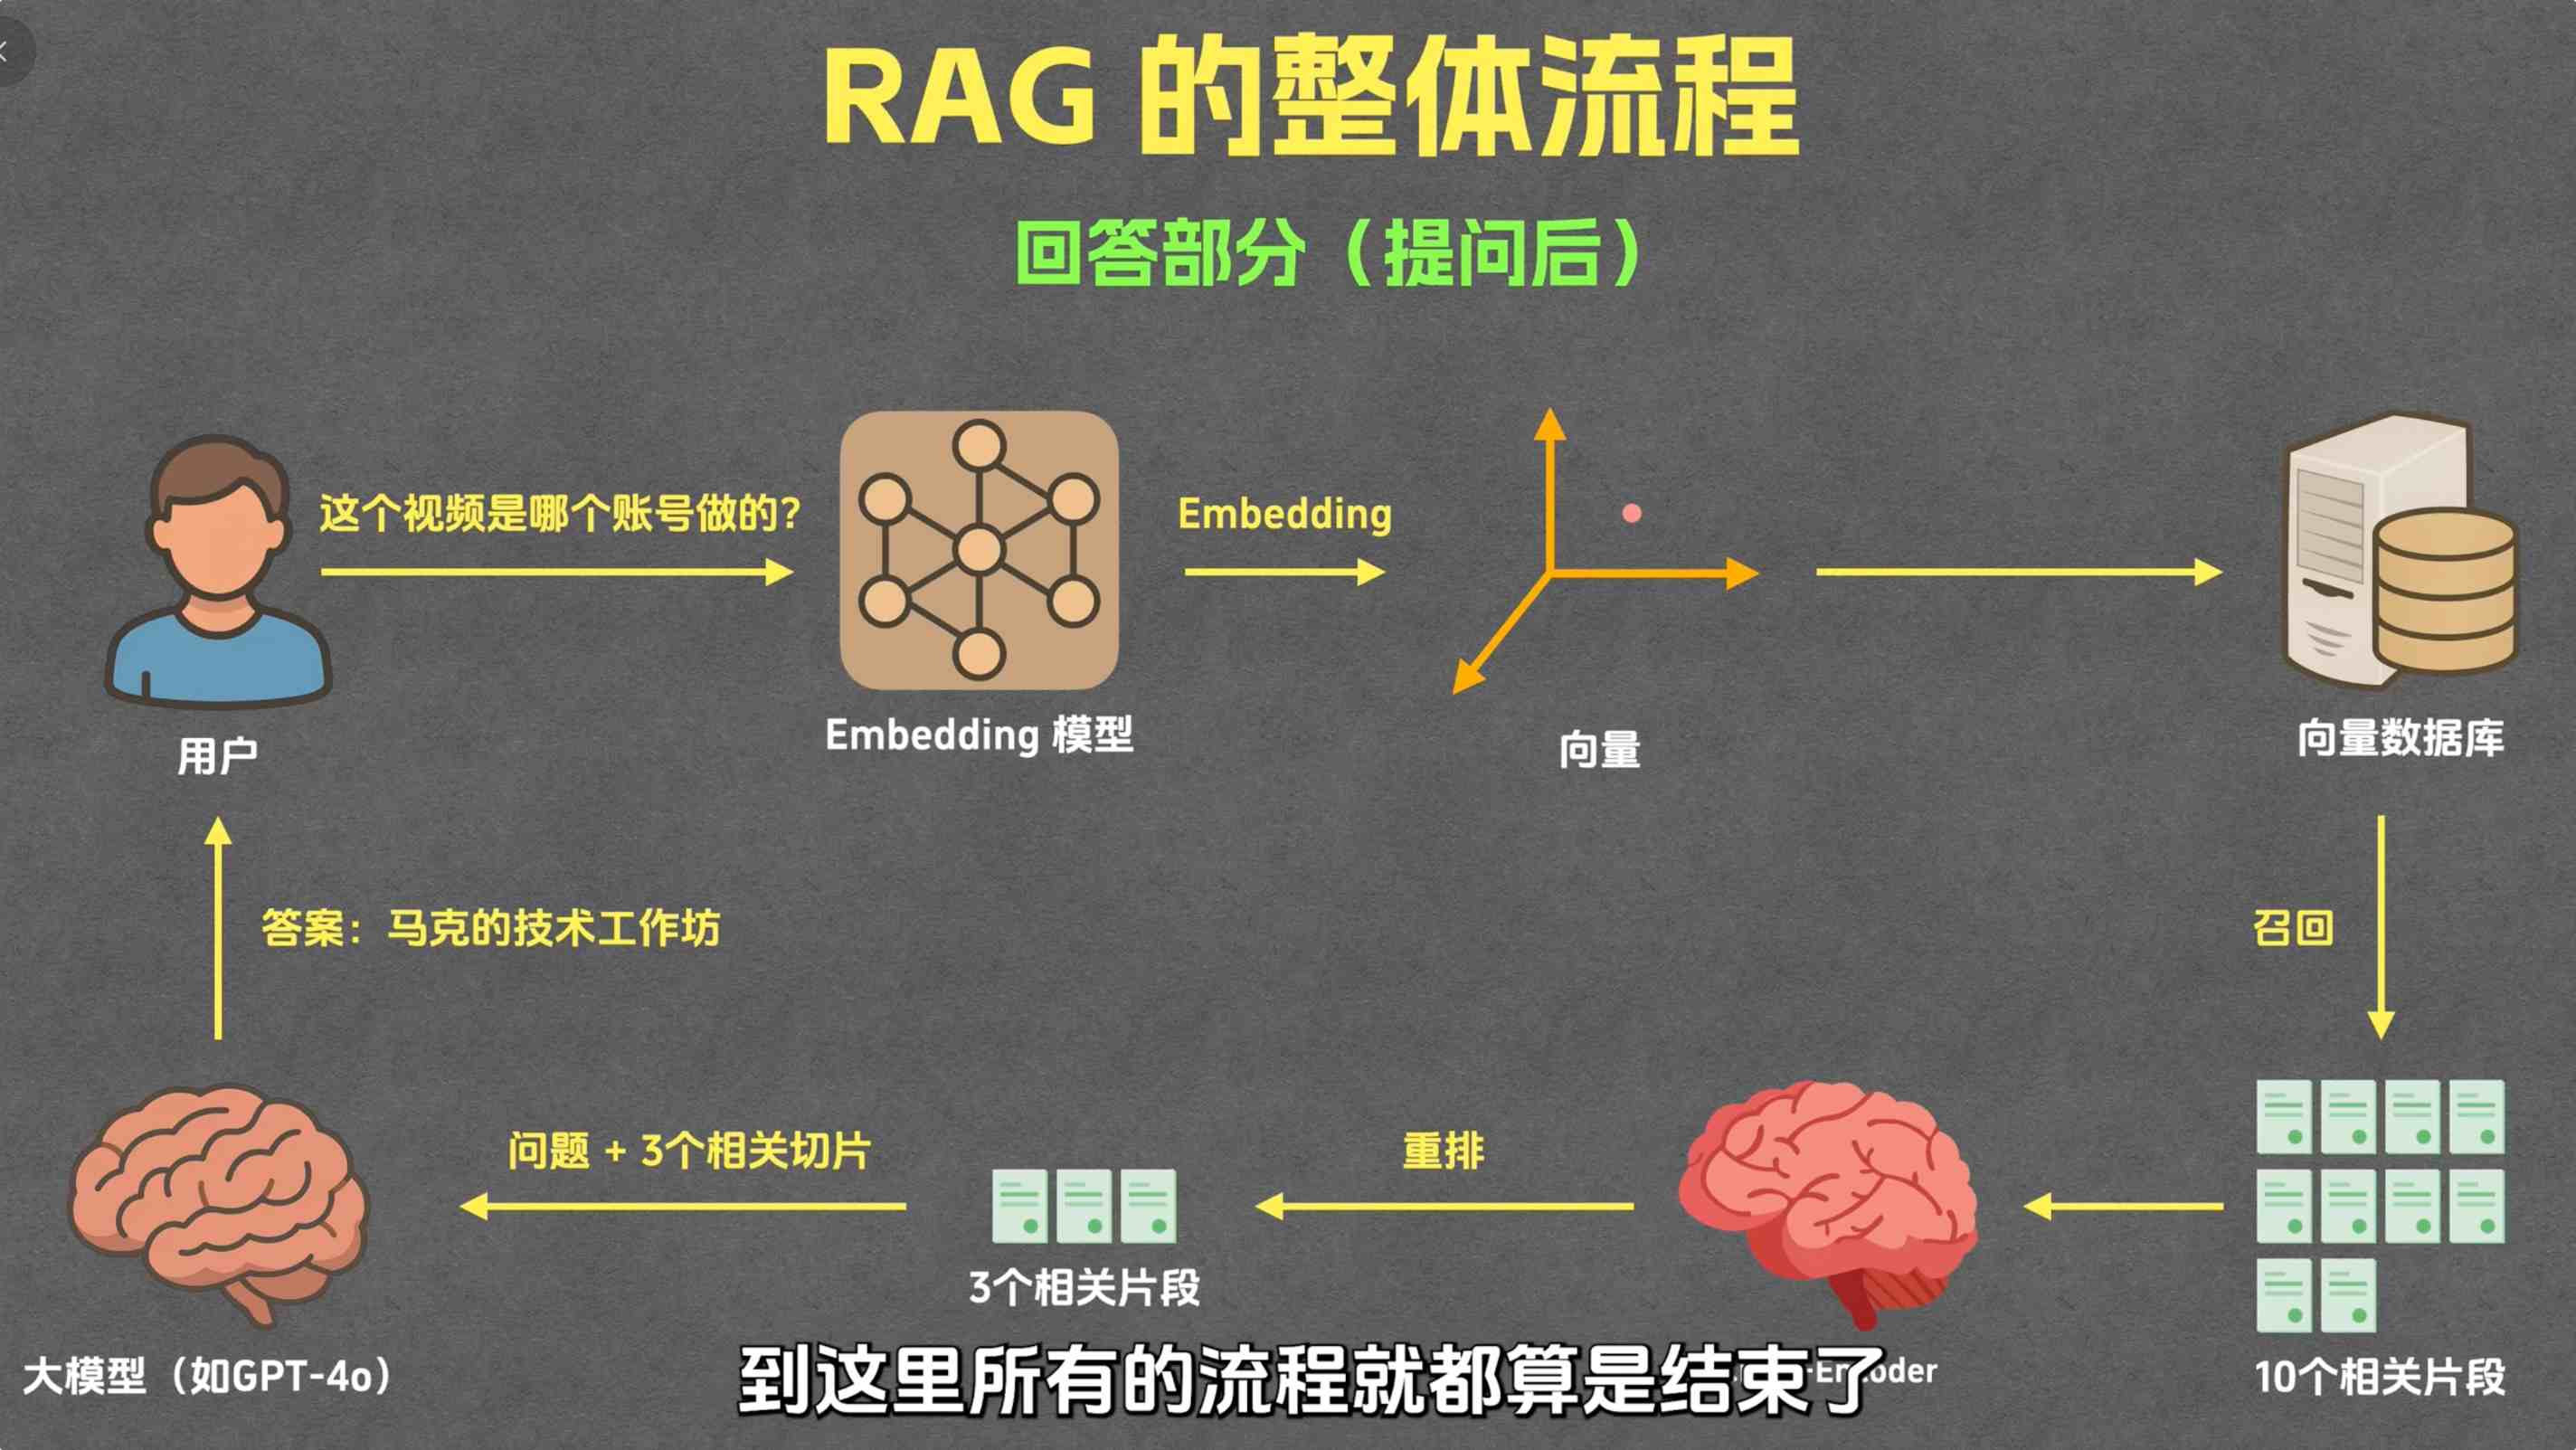 RAG 的整体流程
回答部分（提问后）
这个视频是哪个账号做的？
Embedding
用户
Embedding 模型
向量
向量数据库
答案：马克的技术工作坊
召回
问题 + 3个相关切片
重排
3个相关片段
大模型（如GPT-4o）
10个相关片段
到这里所有的流程就都算是结束了